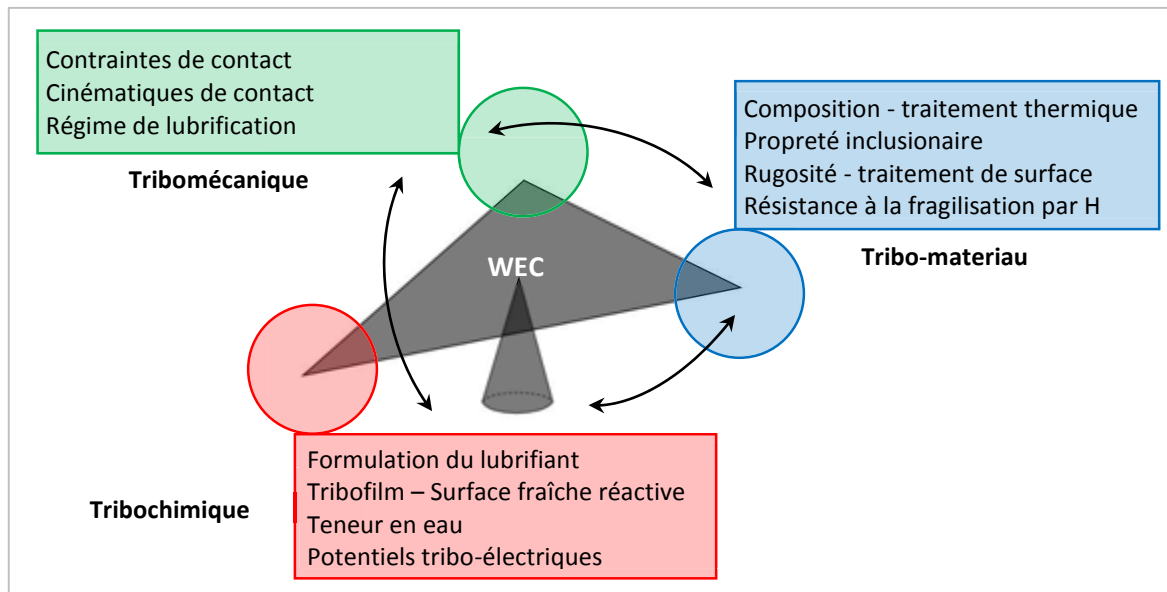 Contraintes de contact
Cinématiques de contact
Régime de lubrification
Tribomécanique
Composition - traitement thermique
Propreté inclusionaire
Rugosité - traitement de surface
Résistance à la fragilisation par H
Tribo-materiau
WEC
Formulation du lubrifiant
Tribofilm – Surface fraîche réactive
Teneur en eau
Potentiels tribo-électriques
Tribochimique